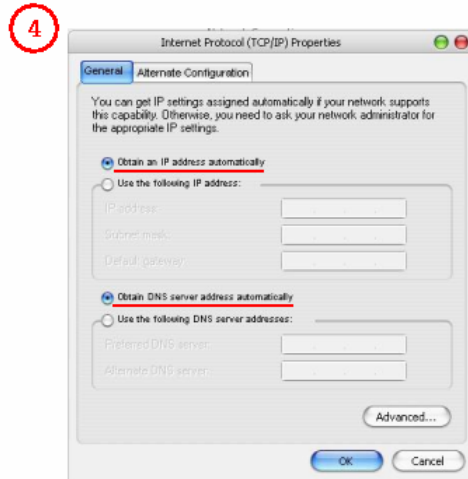 4
Internet Protocol (TCP/IP) Properties
General Alternate Configuration
You can get IP settings assigned automatically if your network supports
this capability. Otherwise, you need to ask your network administrator for
the appropriate IP settings.
Obtain an IP address automatically
Use the following IP address:
IP address:
Subnet mask:
Default gateway:
Obtain DNS server address automatically
Use the following DNS server addresses:
Preferred DNS server:
Alternate DNS server:
Advanced...
OK Cancel